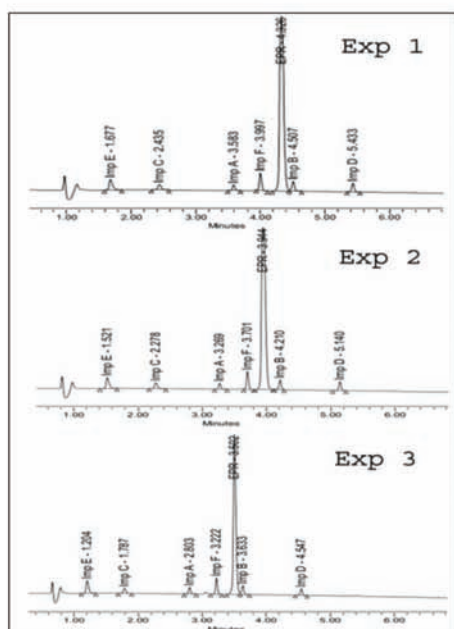 Exp 1
Imp E - 1.677
Imp C - 2.435
Imp A - 3.583
Imp F - 3.997
EPR - 4.326
Imp B - 4.507
Imp D - 5.433
1.00 2.00 3.00 4.00 5.00 6.00
Minutes
Exp 2
Imp E - 1.521
Imp C - 2.278
Imp A - 3.269
Imp F - 3.701
EPR - 3.944
Imp B - 4.210
Imp D - 5.140
1.00 2.00 3.00 4.00 5.00 6.00
Minutes
Exp 3
Imp E - 1.204
Imp C - 1.787
Imp A - 2.803
Imp F - 3.222
EPR - 3.502
Imp B - 3.633
Imp D - 4.547
1.00 2.00 3.00 4.00 5.00 6.00
Minutes